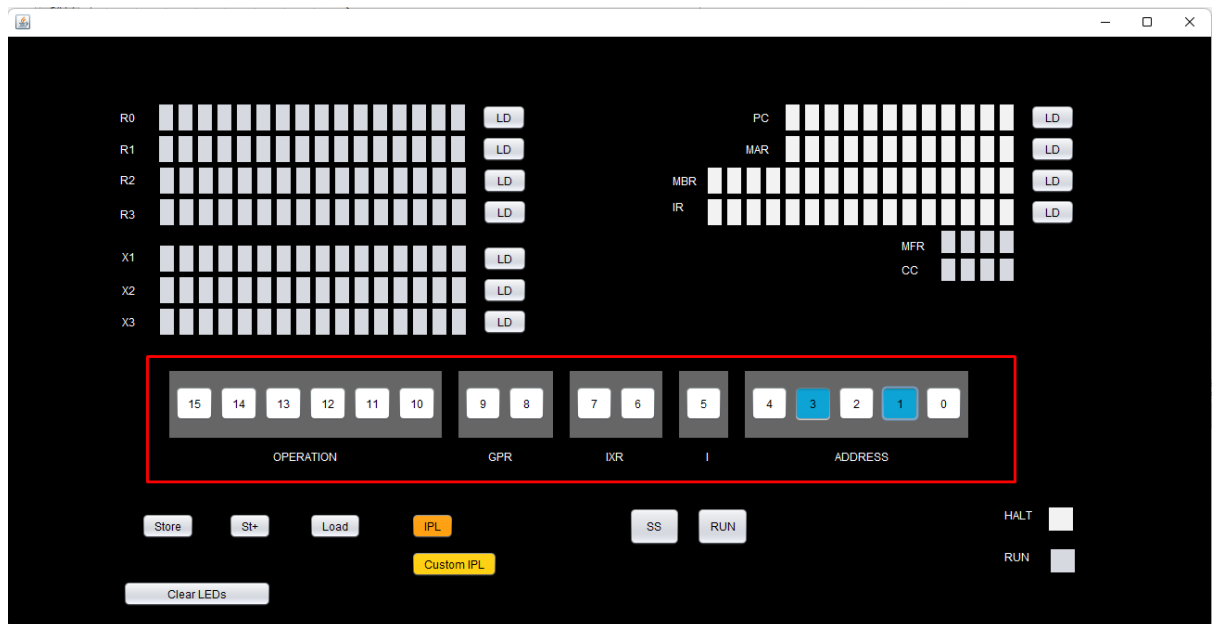 R0 LD PC LD
R1 LD MAR LD
R2 LD MBR LD
R3 LD IR LD
MFR
X1 LD CC
X2 LD
X3 LD
15 14 13 12 11 10 9 8 7 6 5 4 3 2 1 0
OPERATION GPR IXR I ADDRESS
Store St+ Load IPL SS RUN HALT
Custom IPL RUN
Clear LEDs